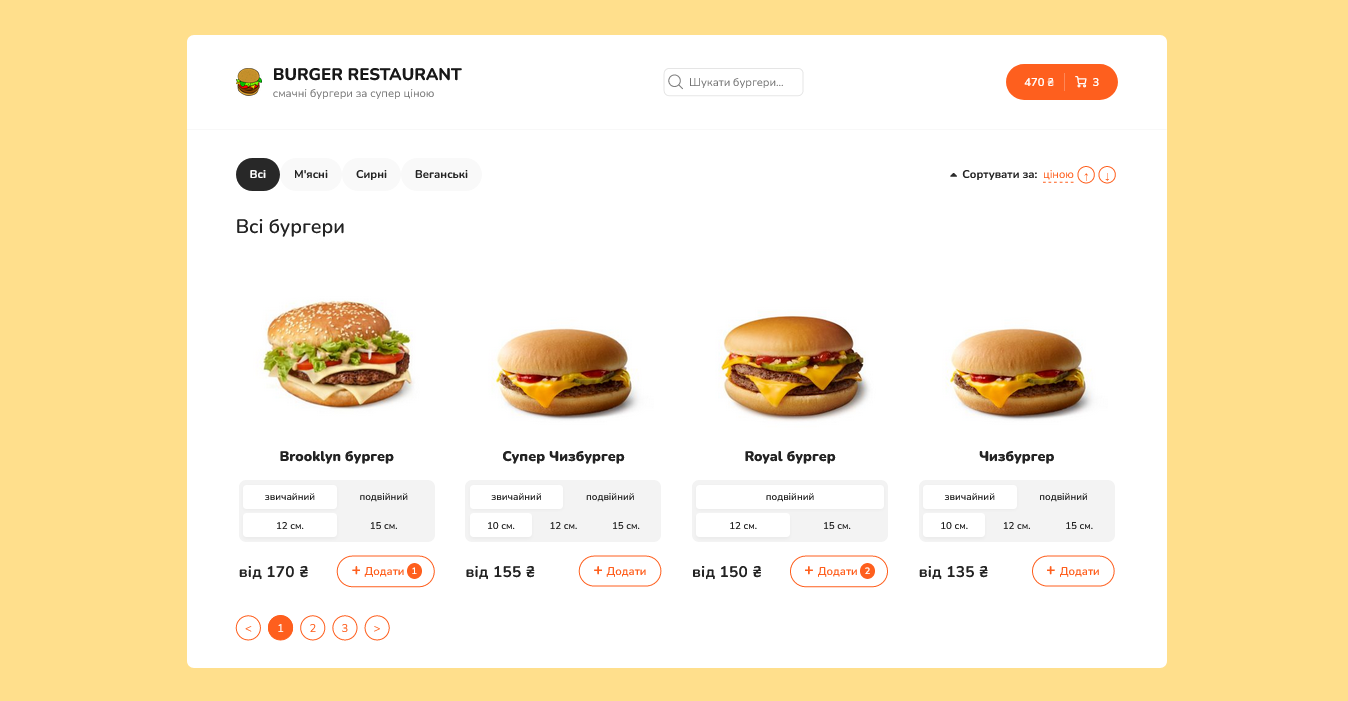 BURGER RESTAURANT
смачні бургери за супер ціною
Шукати бургери...
470 ₴ 3
Всі М'ясні Сирні Веганські
Сортувати за: ціною ↑ ↓
Всі бургери
Brooklyn бургер
звичайний подвійний
12 см. 15 см.
від 170 ₴ + Додати 1
Супер Чизбургер
звичайний подвійний
10 см. 12 см. 15 см.
від 155 ₴ + Додати
Royal бургер
подвійний
12 см. 15 см.
від 150 ₴ + Додати 2
Чизбургер
звичайний подвійний
10 см. 12 см. 15 см.
від 135 ₴ + Додати
< 1 2 3 >